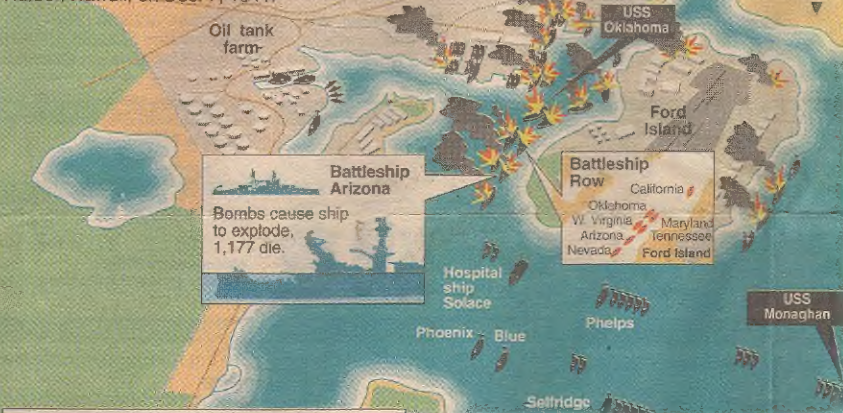 Oil tank
farm
USS
Oklahoma
Ford
Island
Battleship
Arizona
Bombs cause ship
to explode,
1,177 die.
Battleship
Row
California
Oklahoma
W. Virginia
Maryland
Arizona
Tennessee
Nevada
Ford Island
Hospital
ship
Solace
Phelps
USS
Monaghan
Phoenix
Blue
Selfridge